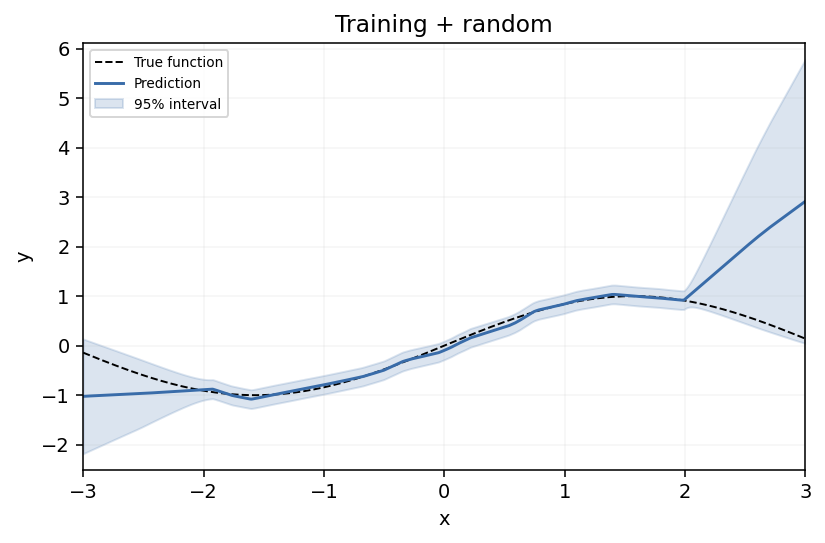 Training + random
True function
Prediction
95% interval
y
6
5
4
3
2
1
0
−1
−2
−3 −2 −1 0 1 2 3
x